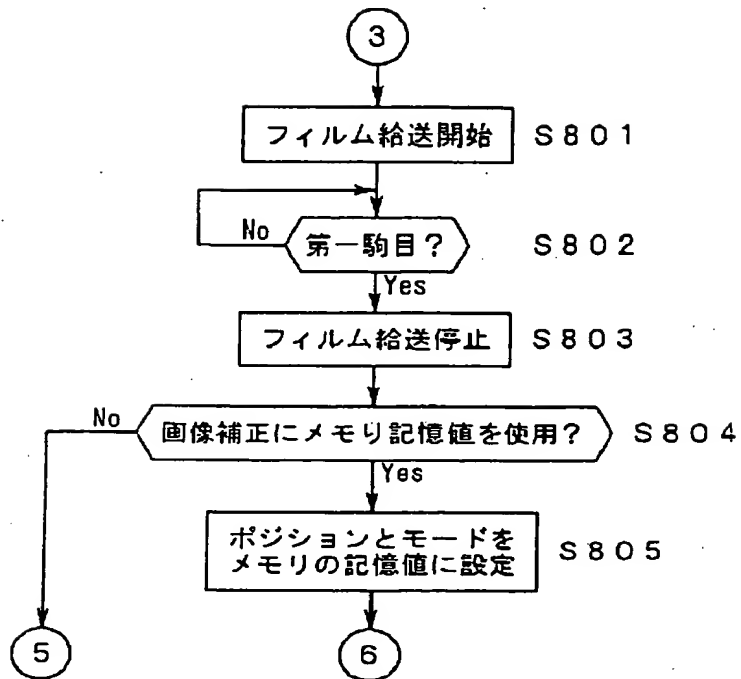 3
フィルム給送開始 S801
No 第一駒目? S802
Yes
フィルム給送停止 S803
No 画像補正にメモリ記憶値を使用? S804
Yes
ポジションとモードを
メモリの記憶値に設定 S805
5 6